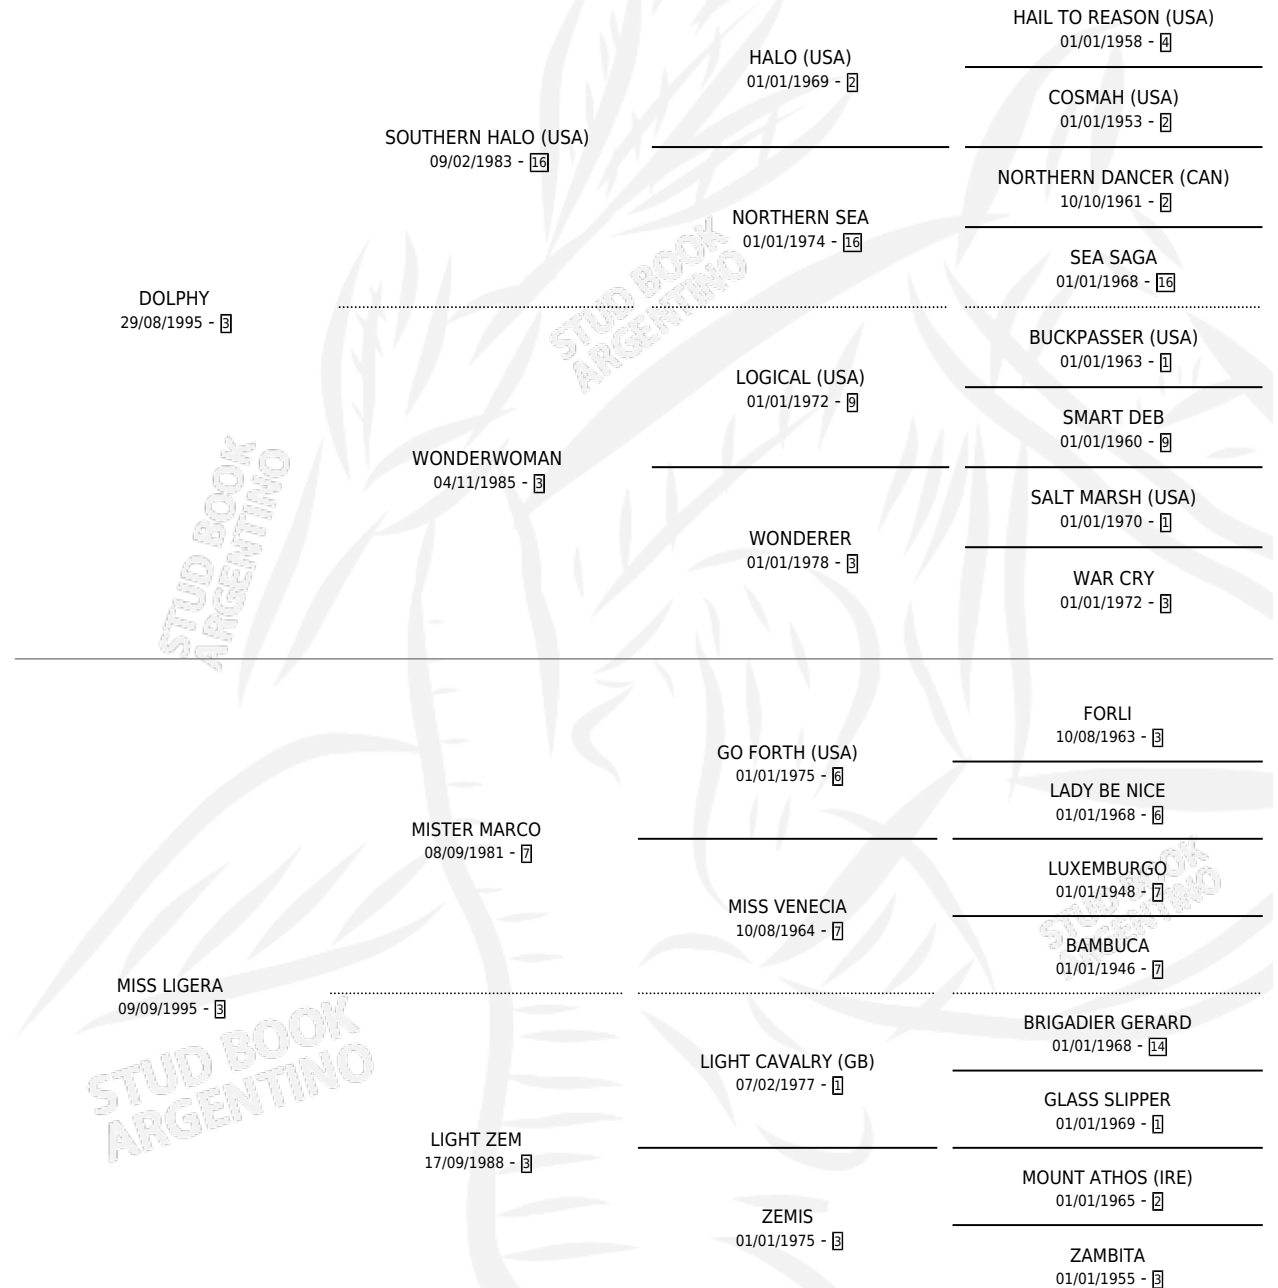 HAIL TO REASON (USA)
01/01/1958 - 4
HALO (USA)
01/01/1969 - 2
COSMAH (USA)
01/01/1953 - 2
SOUTHERN HALO (USA)
09/02/1983 - 16
NORTHERN DANCER (CAN)
10/10/1961 - 2
NORTHERN SEA
01/01/1974 - 16
SEA SAGA
01/01/1968 - 16
DOLPHY
29/08/1995 - 3
STUD BOOK
ARGENTINO
BUCKPASSER (USA)
01/01/1963 - 1
LOGICAL (USA)
01/01/1972 - 9
SMART DEB
01/01/1960 - 9
WONDERWOMAN
04/11/1985 - 3
SALT MARSH (USA)
01/01/1970 - 1
WONDERER
01/01/1978 - 3
WAR CRY
01/01/1972 - 3
STUD BOOK
ARGENTINO
FORLI
10/08/1963 - 3
GO FORTH (USA)
01/01/1975 - 6
LADY BE NICE
01/01/1968 - 6
MISTER MARCO
08/09/1981 - 7
LUXEMBURGO
01/01/1948 - 7
MISS VENECIA
10/08/1964 - 7
BAMBUCA
01/01/1946 - 7
STUD BOOK
ARGENTINO
MISS LIGERA
09/09/1995 - 3
STUD BOOK
ARGENTINO
BRIGADIER GERARD
01/01/1968 - 14
LIGHT CAVALRY (GB)
07/02/1977 - 1
GLASS SLIPPER
01/01/1969 - 1
LIGHT ZEM
17/09/1988 - 3
MOUNT ATHOS (IRE)
01/01/1965 - 2
ZEMIS
01/01/1975 - 3
ZAMBITA
01/01/1955 - 3